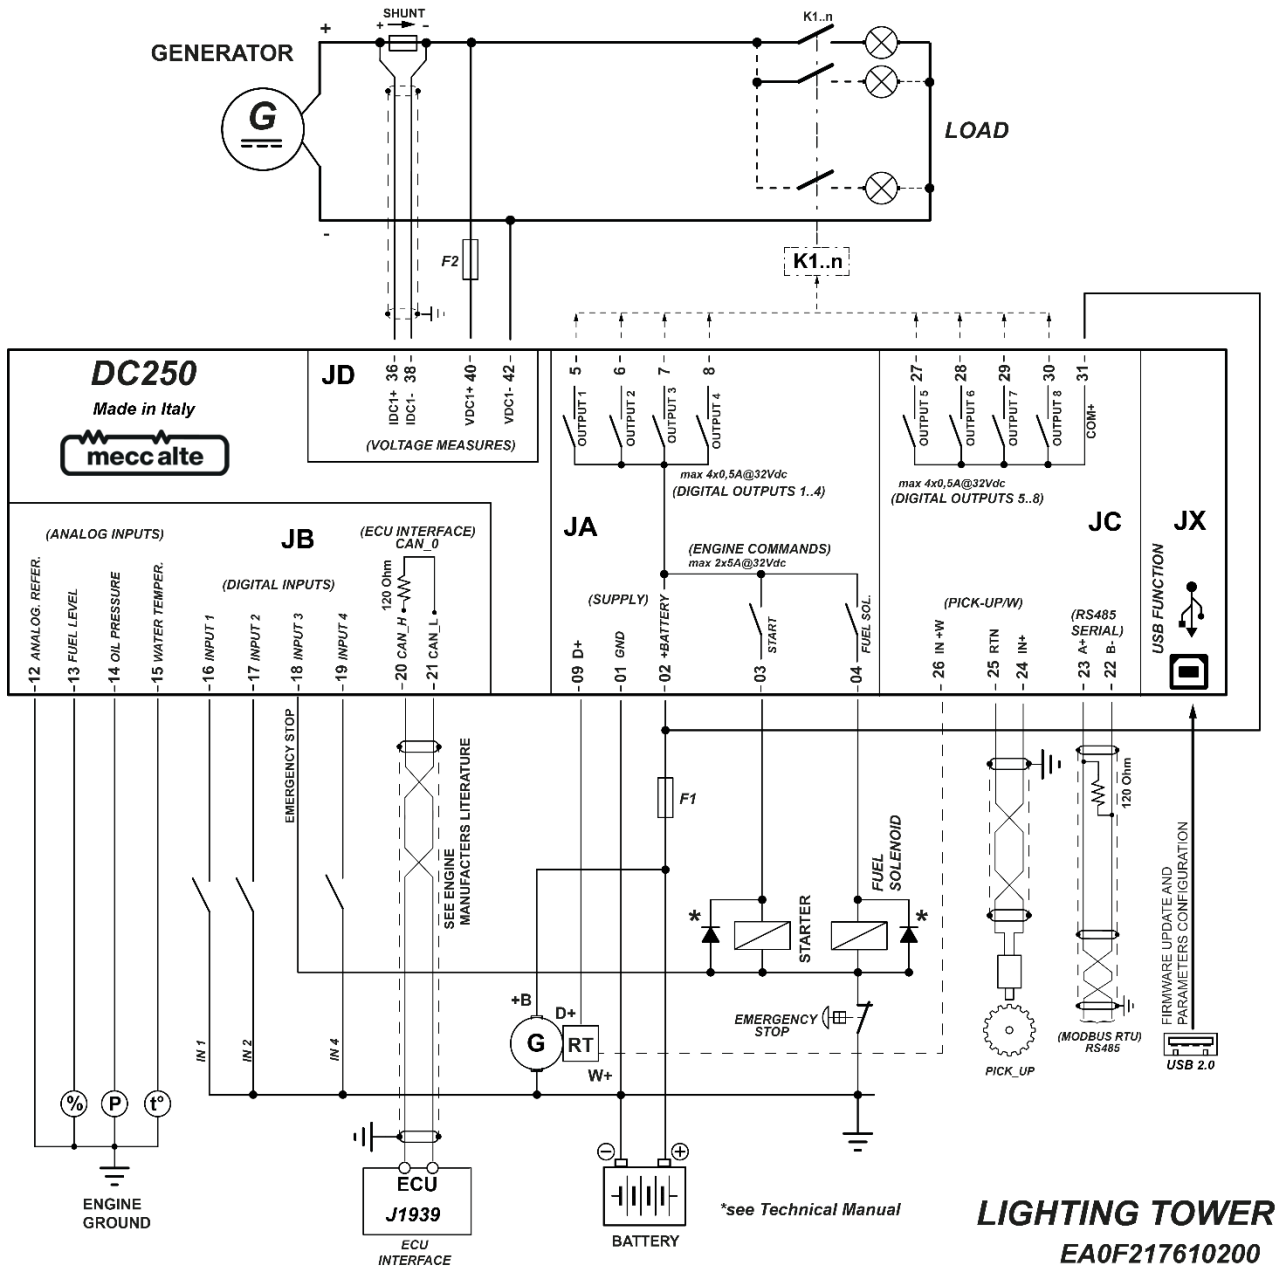 SHUNT
+ -
K1..n
+
GENERATOR
G
LOAD
-
F2
K1..n
DC250
Made in Italy
mecc alte
JD
IDC1+ 36
IDC1- 38
VDC1+ 40
VDC1- 42
(VOLTAGE MEASURES)
5
OUTPUT 1
6
OUTPUT 2
7
OUTPUT 3
8
OUTPUT 4
max 4x0,5A@32Vdc
(DIGITAL OUTPUTS 1..4)
27
OUTPUT 5
28
OUTPUT 6
29
OUTPUT 7
30
OUTPUT 8
31
COM+
max 4x0,5A@32Vdc
(DIGITAL OUTPUTS 5..8)
JA
JC
JX
(ANALOG INPUTS)
JB
(ECU INTERFACE)
CAN_0
120 Ohm
(DIGITAL INPUTS)
12 ANALOG. REFER.
13 FUEL LEVEL
14 OIL PRESSURE
15 WATER TEMPER.
16 INPUT 1
17 INPUT 2
18 INPUT 3
19 INPUT 4
20 CAN_H
21 CAN_L
(ENGINE COMMANDS)
max 2x5A@32Vdc
(SUPPLY)
09 D+
01 GND
02 +BATTERY
03
START
04
FUEL SOL.
(PICK-UP/W)
26 IN +W
25 RTN
24 IN+
(RS485
SERIAL)
23 A+
22 B-
USB FUNCTION
EMERGENCY STOP
SEE ENGINE
MANUFACTERS LITERATURE
F1
FUEL
SOLENOID
*
STARTER
*
120 Ohm
FIRMWARE UPDATE AND
PARAMETERS CONFIGURATION
IN 1
IN 2
IN 4
+B
D+
G
RT
W+
EMERGENCY
STOP
PICK_UP
(MODBUS RTU)
RS485
USB 2.0
%
P
t°
ENGINE
GROUND
ECU
J1939
ECU
INTERFACE
- +
BATTERY
*see Technical Manual
LIGHTING TOWER
EA0F217610200